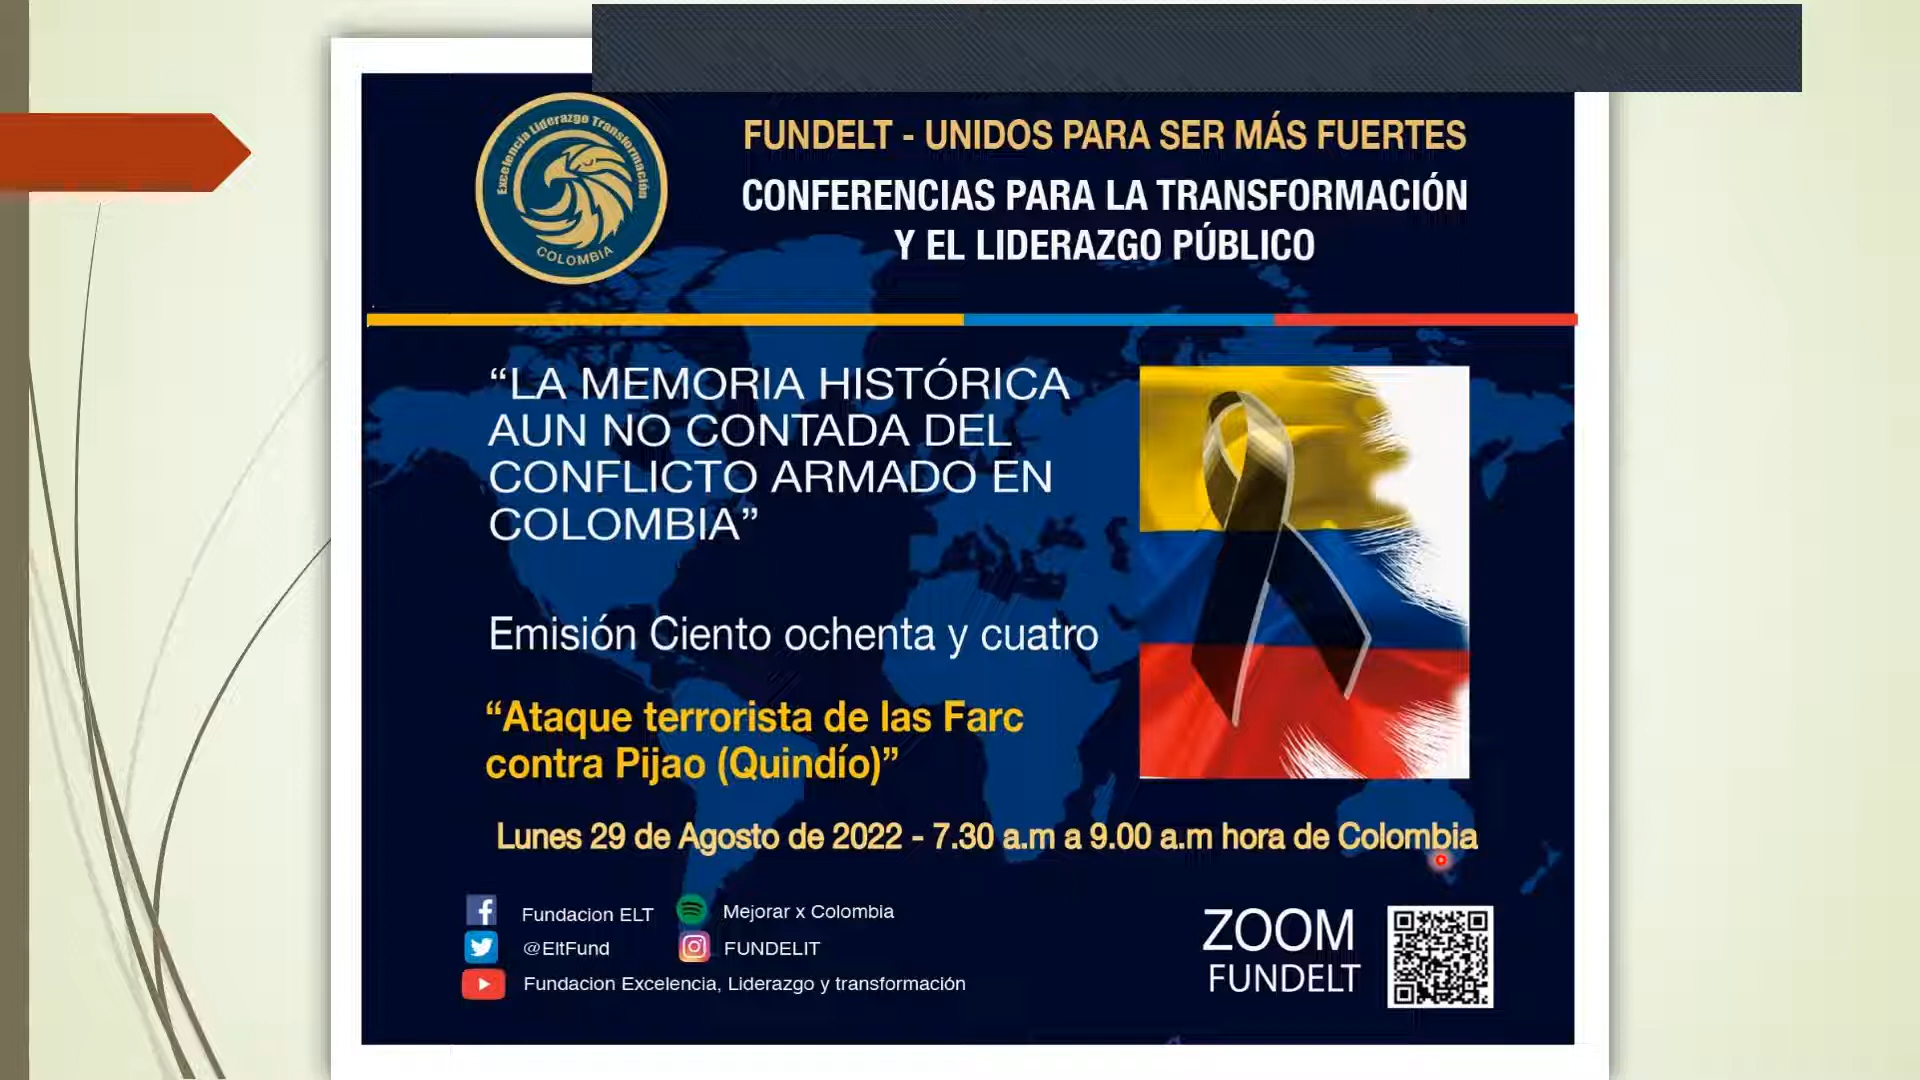 Excelencia Liderazgo Transformación
COLOMBIA
FUNDELT - UNIDOS PARA SER MÁS FUERTES
CONFERENCIAS PARA LA TRANSFORMACIÓN
Y EL LIDERAZGO PÚBLICO
“LA MEMORIA HISTÓRICA
AUN NO CONTADA DEL
CONFLICTO ARMADO EN
COLOMBIA”
Emisión Ciento ochenta y cuatro
“Ataque terrorista de las Farc
contra Pijao (Quindío)”
Lunes 29 de Agosto de 2022 - 7.30 a.m a 9.00 a.m hora de Colombia
Fundacion ELT
Mejorar x Colombia
@EltFund
FUNDELIT
Fundacion Excelencia, Liderazgo y transformación
ZOOM
FUNDELT